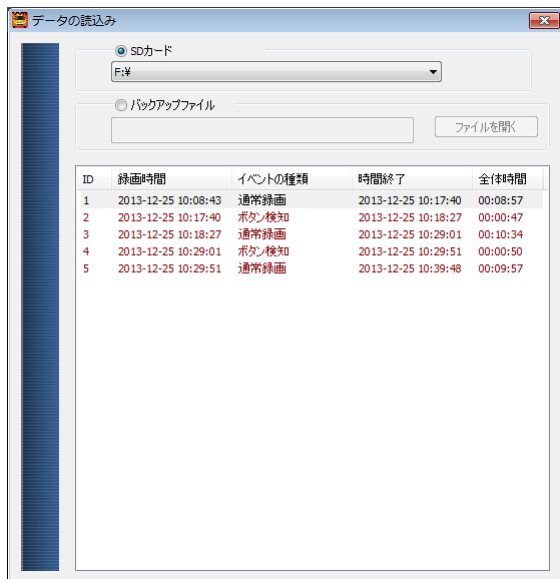 データの読込み
SDカード
F:¥
バックアップファイル
ファイルを開く
ID 録画時間 イベントの種類 時間終了 全体時間
1 2013-12-25 10:08:43 通常録画 2013-12-25 10:17:40 00:08:57
2 2013-12-25 10:17:40 ボタン検知 2013-12-25 10:18:27 00:00:47
3 2013-12-25 10:18:27 通常録画 2013-12-25 10:29:01 00:10:34
4 2013-12-25 10:29:01 ボタン検知 2013-12-25 10:29:51 00:00:50
5 2013-12-25 10:29:51 通常録画 2013-12-25 10:39:48 00:09:57